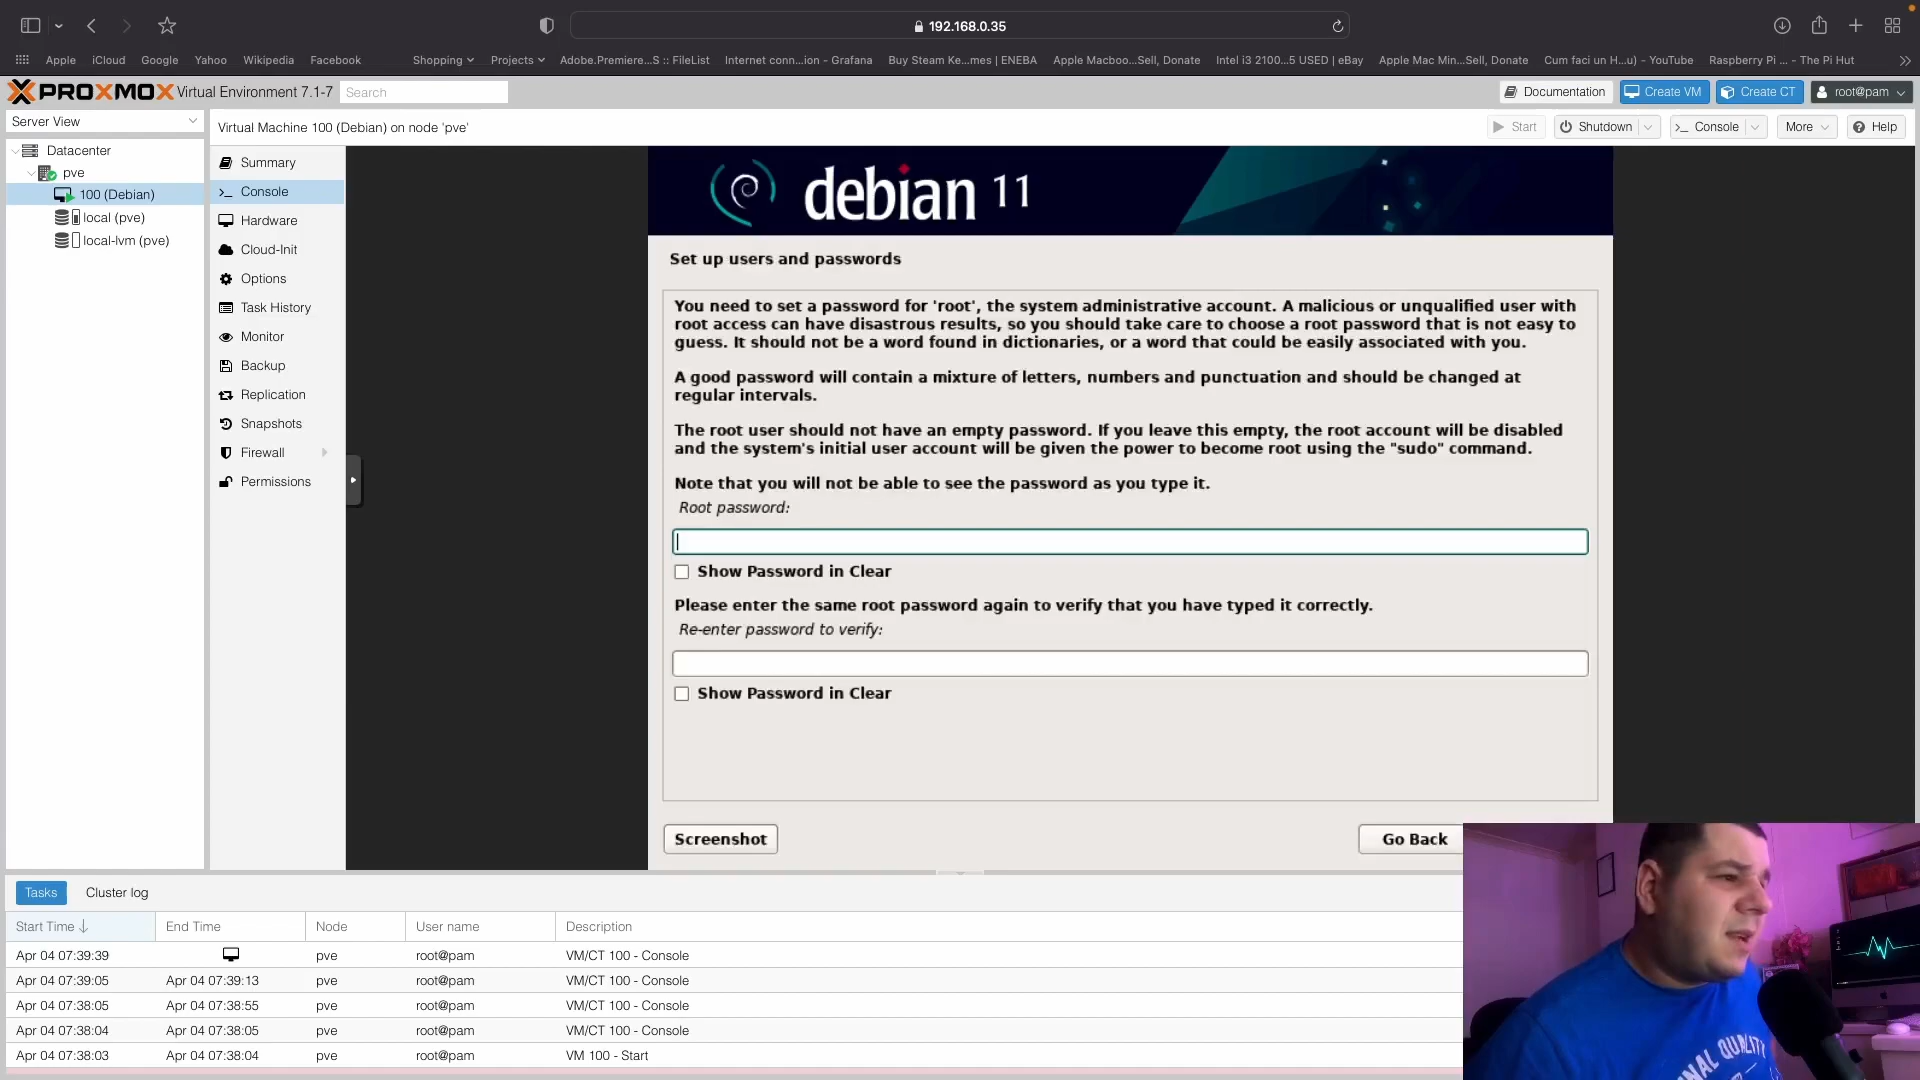 192.168.0.35
Apple iCloud Google Yahoo Wikipedia Facebook Shopping Projects Adobe.Premiere...S :: FileList Internet conn...ion - Grafana Buy Steam Ke...mes | ENEBA Apple Macboo...Sell, Donate Intel i3 2100...5 USED | eBay Apple Mac Min...Sell, Donate Cum faci un H...u) - YouTube Raspberry Pi ... - The Pi Hut
PROXMOX Virtual Environment 7.1-7 Search Documentation Create VM Create CT root@pam
Server View
Virtual Machine 100 (Debian) on node 'pve' Start Shutdown Console More Help
Datacenter
pve
100 (Debian)
local (pve)
local-lvm (pve)
Summary
Console
Hardware
Cloud-Init
Options
Task History
Monitor
Backup
Replication
Snapshots
Firewall
Permissions
debian 11
Set up users and passwords
You need to set a password for 'root', the system administrative account. A malicious or unqualified user with
root access can have disastrous results, so you should take care to choose a root password that is not easy to
guess. It should not be a word found in dictionaries, or a word that could be easily associated with you.
A good password will contain a mixture of letters, numbers and punctuation and should be changed at
regular intervals.
The root user should not have an empty password. If you leave this empty, the root account will be disabled
and the system's initial user account will be given the power to become root using the "sudo" command.
Note that you will not be able to see the password as you type it.
Root password:
Show Password in Clear
Please enter the same root password again to verify that you have typed it correctly.
Re-enter password to verify:
Show Password in Clear
Screenshot Go Back
Tasks Cluster log
Start Time End Time Node User name Description
Apr 04 07:39:39 pve root@pam VM/CT 100 - Console
Apr 04 07:39:05 Apr 04 07:39:13 pve root@pam VM/CT 100 - Console
Apr 04 07:38:05 Apr 04 07:38:55 pve root@pam VM/CT 100 - Console
Apr 04 07:38:04 Apr 04 07:38:05 pve root@pam VM/CT 100 - Console
Apr 04 07:38:03 Apr 04 07:38:04 pve root@pam VM 100 - Start